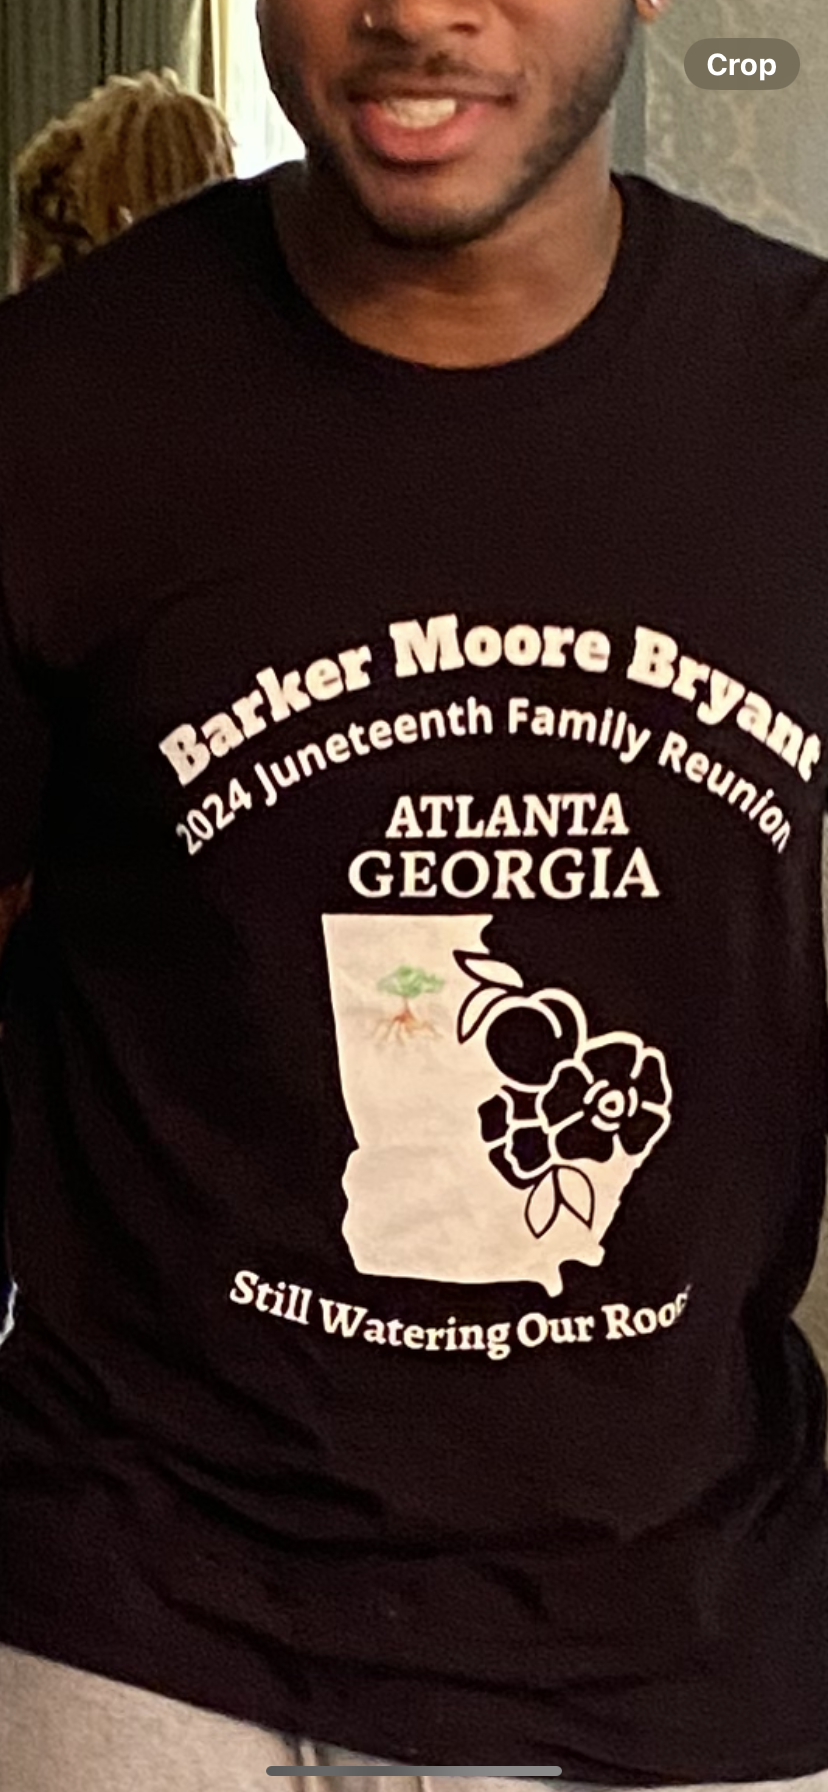 Crop
Barker Moore Bryant
2024 Juneteenth Family Reunion
ATLANTA
GEORGIA
Still Watering Our